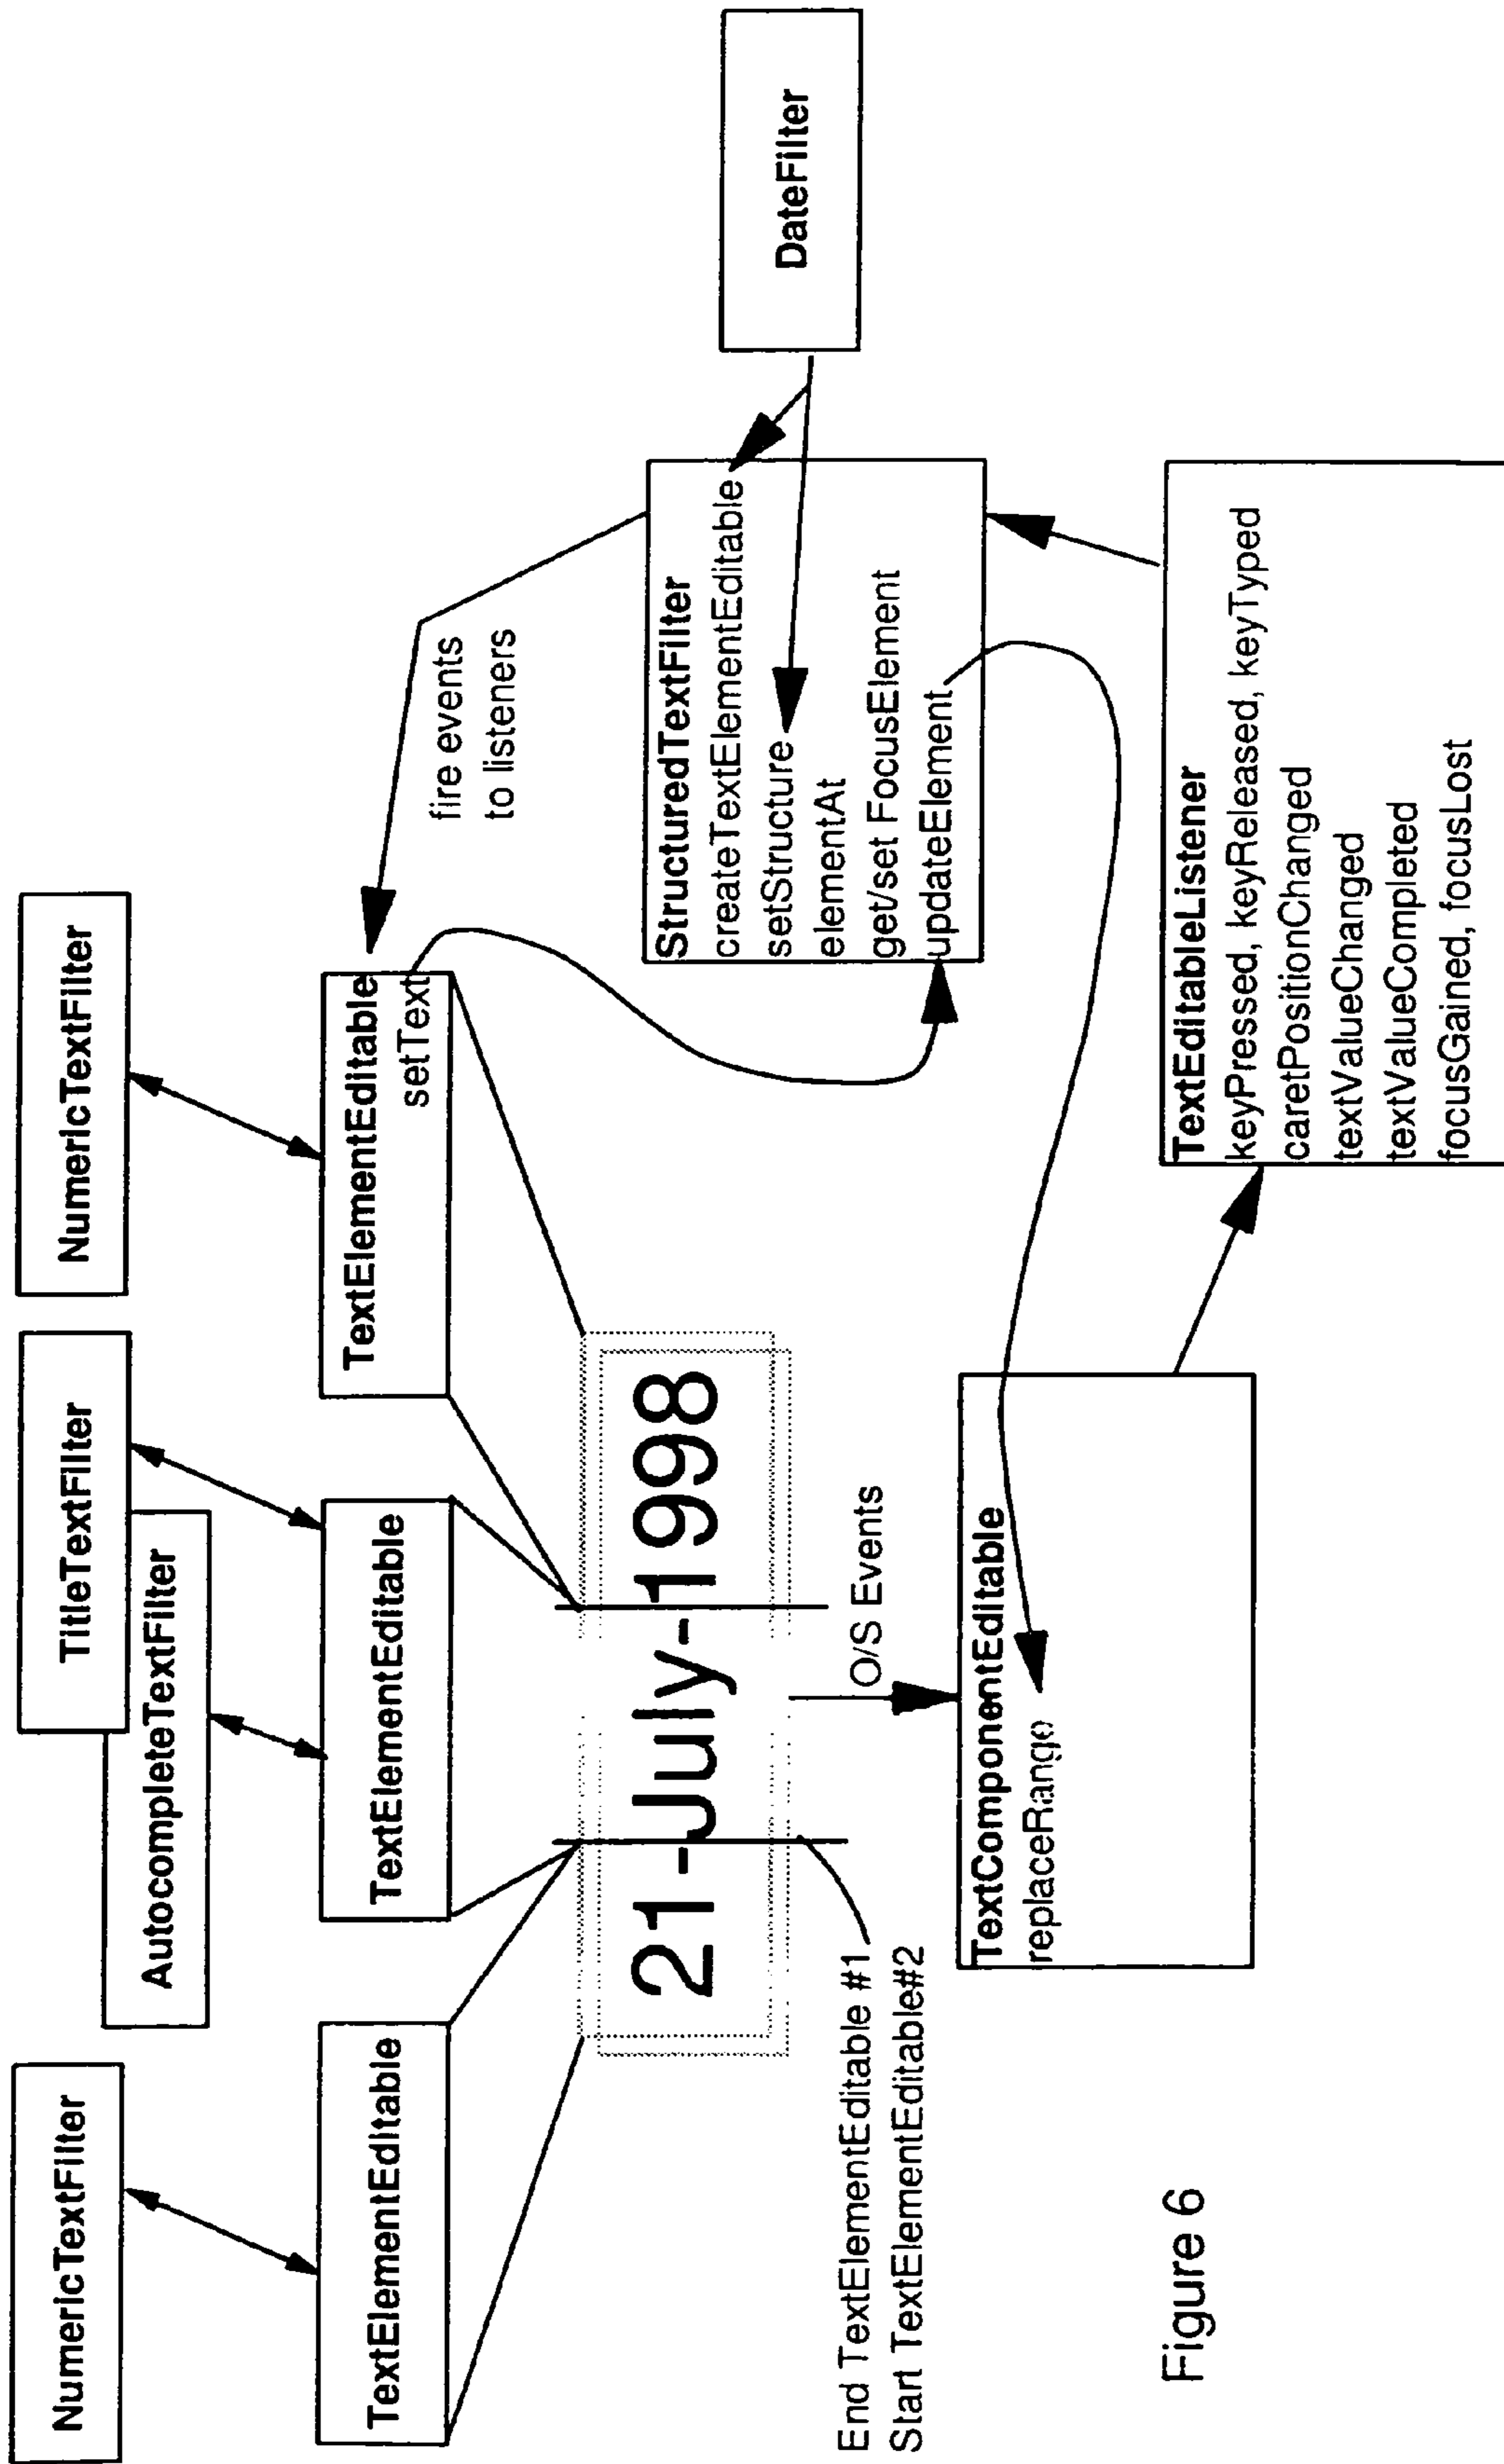 NumericTextFilter
AutocompleteTextFilter
TitleTextFilter
NumericTextFilter
TextElementEditable
TextElementEditable
TextElementEditable
setText
fire events
to listeners
21-July-1998
End TextElementEditable #1
Start TextElementEditable#2
O/S Events
StructuredTextFilter
createTextElementEditable
setStructure
elementAt
get/set FocusElement
updateElement
DateFilter
TextComponentEditable
replaceRange
TextEditableListener
keyPressed, keyReleased, keyTyped
caretPositionChanged
textValueChanged
textValueCompleted
focusGained, focusLost
Figure 6